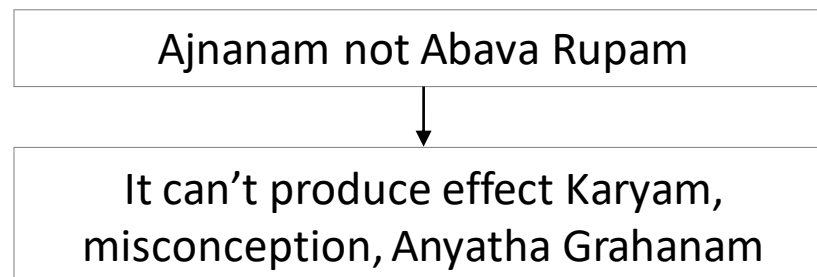 Ajnanam not Abava Rupam
It can’t produce effect Karyam,
misconception, Anyatha Grahanam